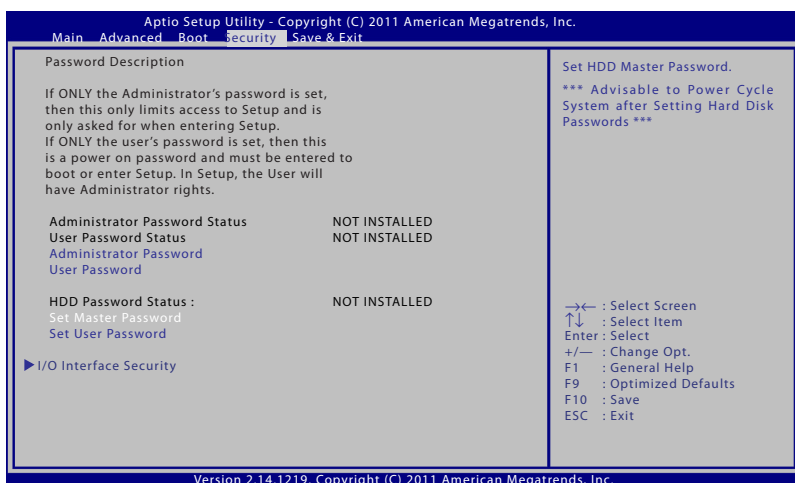 Aptio Setup Utility - Copyright (C) 2011 American Megatrends, Inc.
Main Advanced Boot Security Save & Exit
Password Description
If ONLY the Administrator's password is set,
then this only limits access to Setup and is
only asked for when entering Setup.
If ONLY the user's password is set, then this
is a power on password and must be entered to
boot or enter Setup. In Setup, the User will
have Administrator rights.
Administrator Password Status NOT INSTALLED
User Password Status NOT INSTALLED
Administrator Password
User Password
HDD Password Status : NOT INSTALLED
Set Master Password
Set User Password
▶I/O Interface Security
Set HDD Master Password.
*** Advisable to Power Cycle
System after Setting Hard Disk
Passwords ***
→← : Select Screen
↑↓ : Select Item
Enter : Select
+/— : Change Opt.
F1 : General Help
F9 : Optimized Defaults
F10 : Save
ESC : Exit
Version 2.14.1219. Copyright (C) 2011 American Megatrends, Inc.